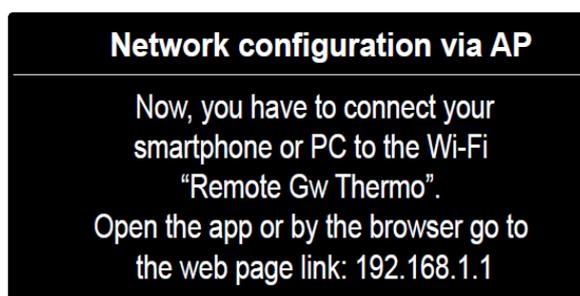 Network configuration via AP
Now, you have to connect your
smartphone or PC to the Wi-Fi
“Remote Gw Thermo”.
Open the app or by the browser go to
the web page link: 192.168.1.1